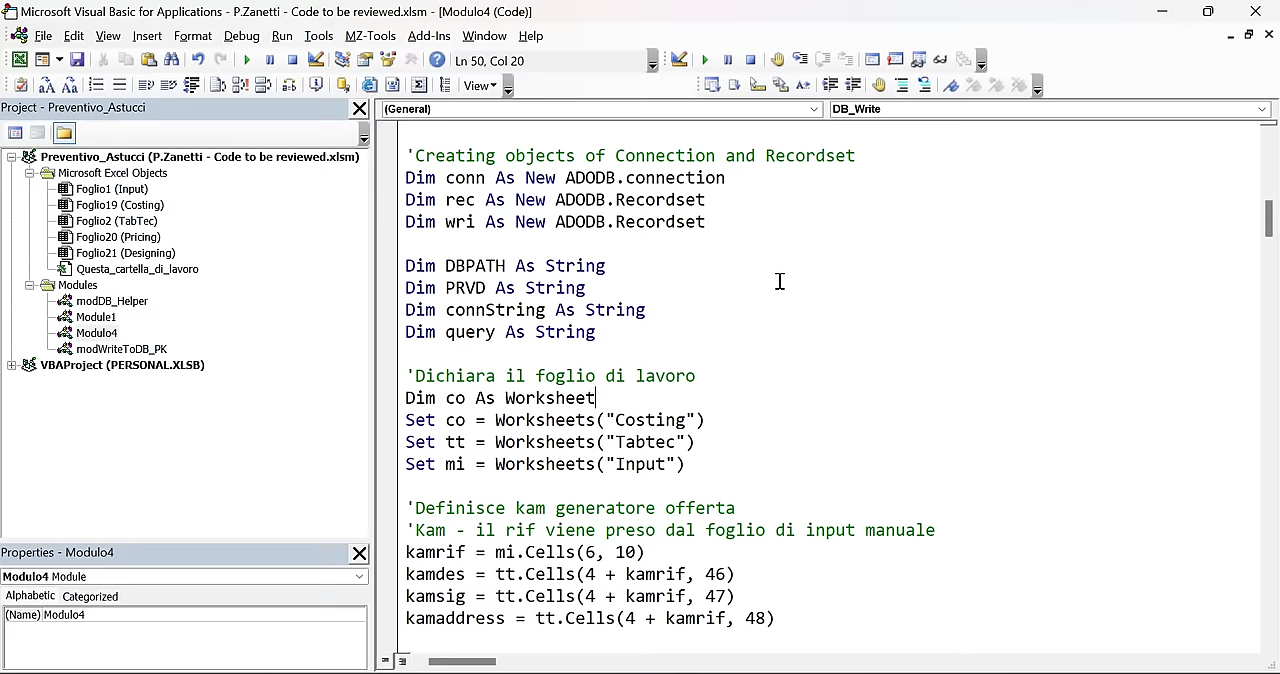 Microsoft Visual Basic for Applications - P.Zanetti - Code to be reviewed.xlsm - [Modulo4 (Code)]
File Edit View Insert Format Debug Run Tools MZ-Tools Add-Ins Window Help
Ln 50, Col 20
View
Project - Preventivo_Astucci
(General)
DB_Write
Preventivo_Astucci (P.Zanetti - Code to be reviewed.xlsm)
Microsoft Excel Objects
Foglio1 (Input)
Foglio19 (Costing)
Foglio2 (TabTec)
Foglio20 (Pricing)
Foglio21 (Designing)
Questa_cartella_di_lavoro
Modules
modDB_Helper
Module1
Modulo4
modWriteToDB_PK
VBAProject (PERSONAL.XLSB)
Properties - Modulo4
Modulo4 Module
Alphabetic Categorized
(Name) Modulo4
'Creating objects of Connection and Recordset
Dim conn As New ADODB.connection
Dim rec As New ADODB.Recordset
Dim wri As New ADODB.Recordset
Dim DBPATH As String
Dim PRVD As String
Dim connString As String
Dim query As String
'Dichiara il foglio di lavoro
Dim co As Worksheet
Set co = Worksheets("Costing")
Set tt = Worksheets("Tabtec")
Set mi = Worksheets("Input")
'Definisce kam generatore offerta
'Kam - il rif viene preso dal foglio di input manuale
kamrif = mi.Cells(6, 10)
kamdes = tt.Cells(4 + kamrif, 46)
kamsig = tt.Cells(4 + kamrif, 47)
kamaddress = tt.Cells(4 + kamrif, 48)